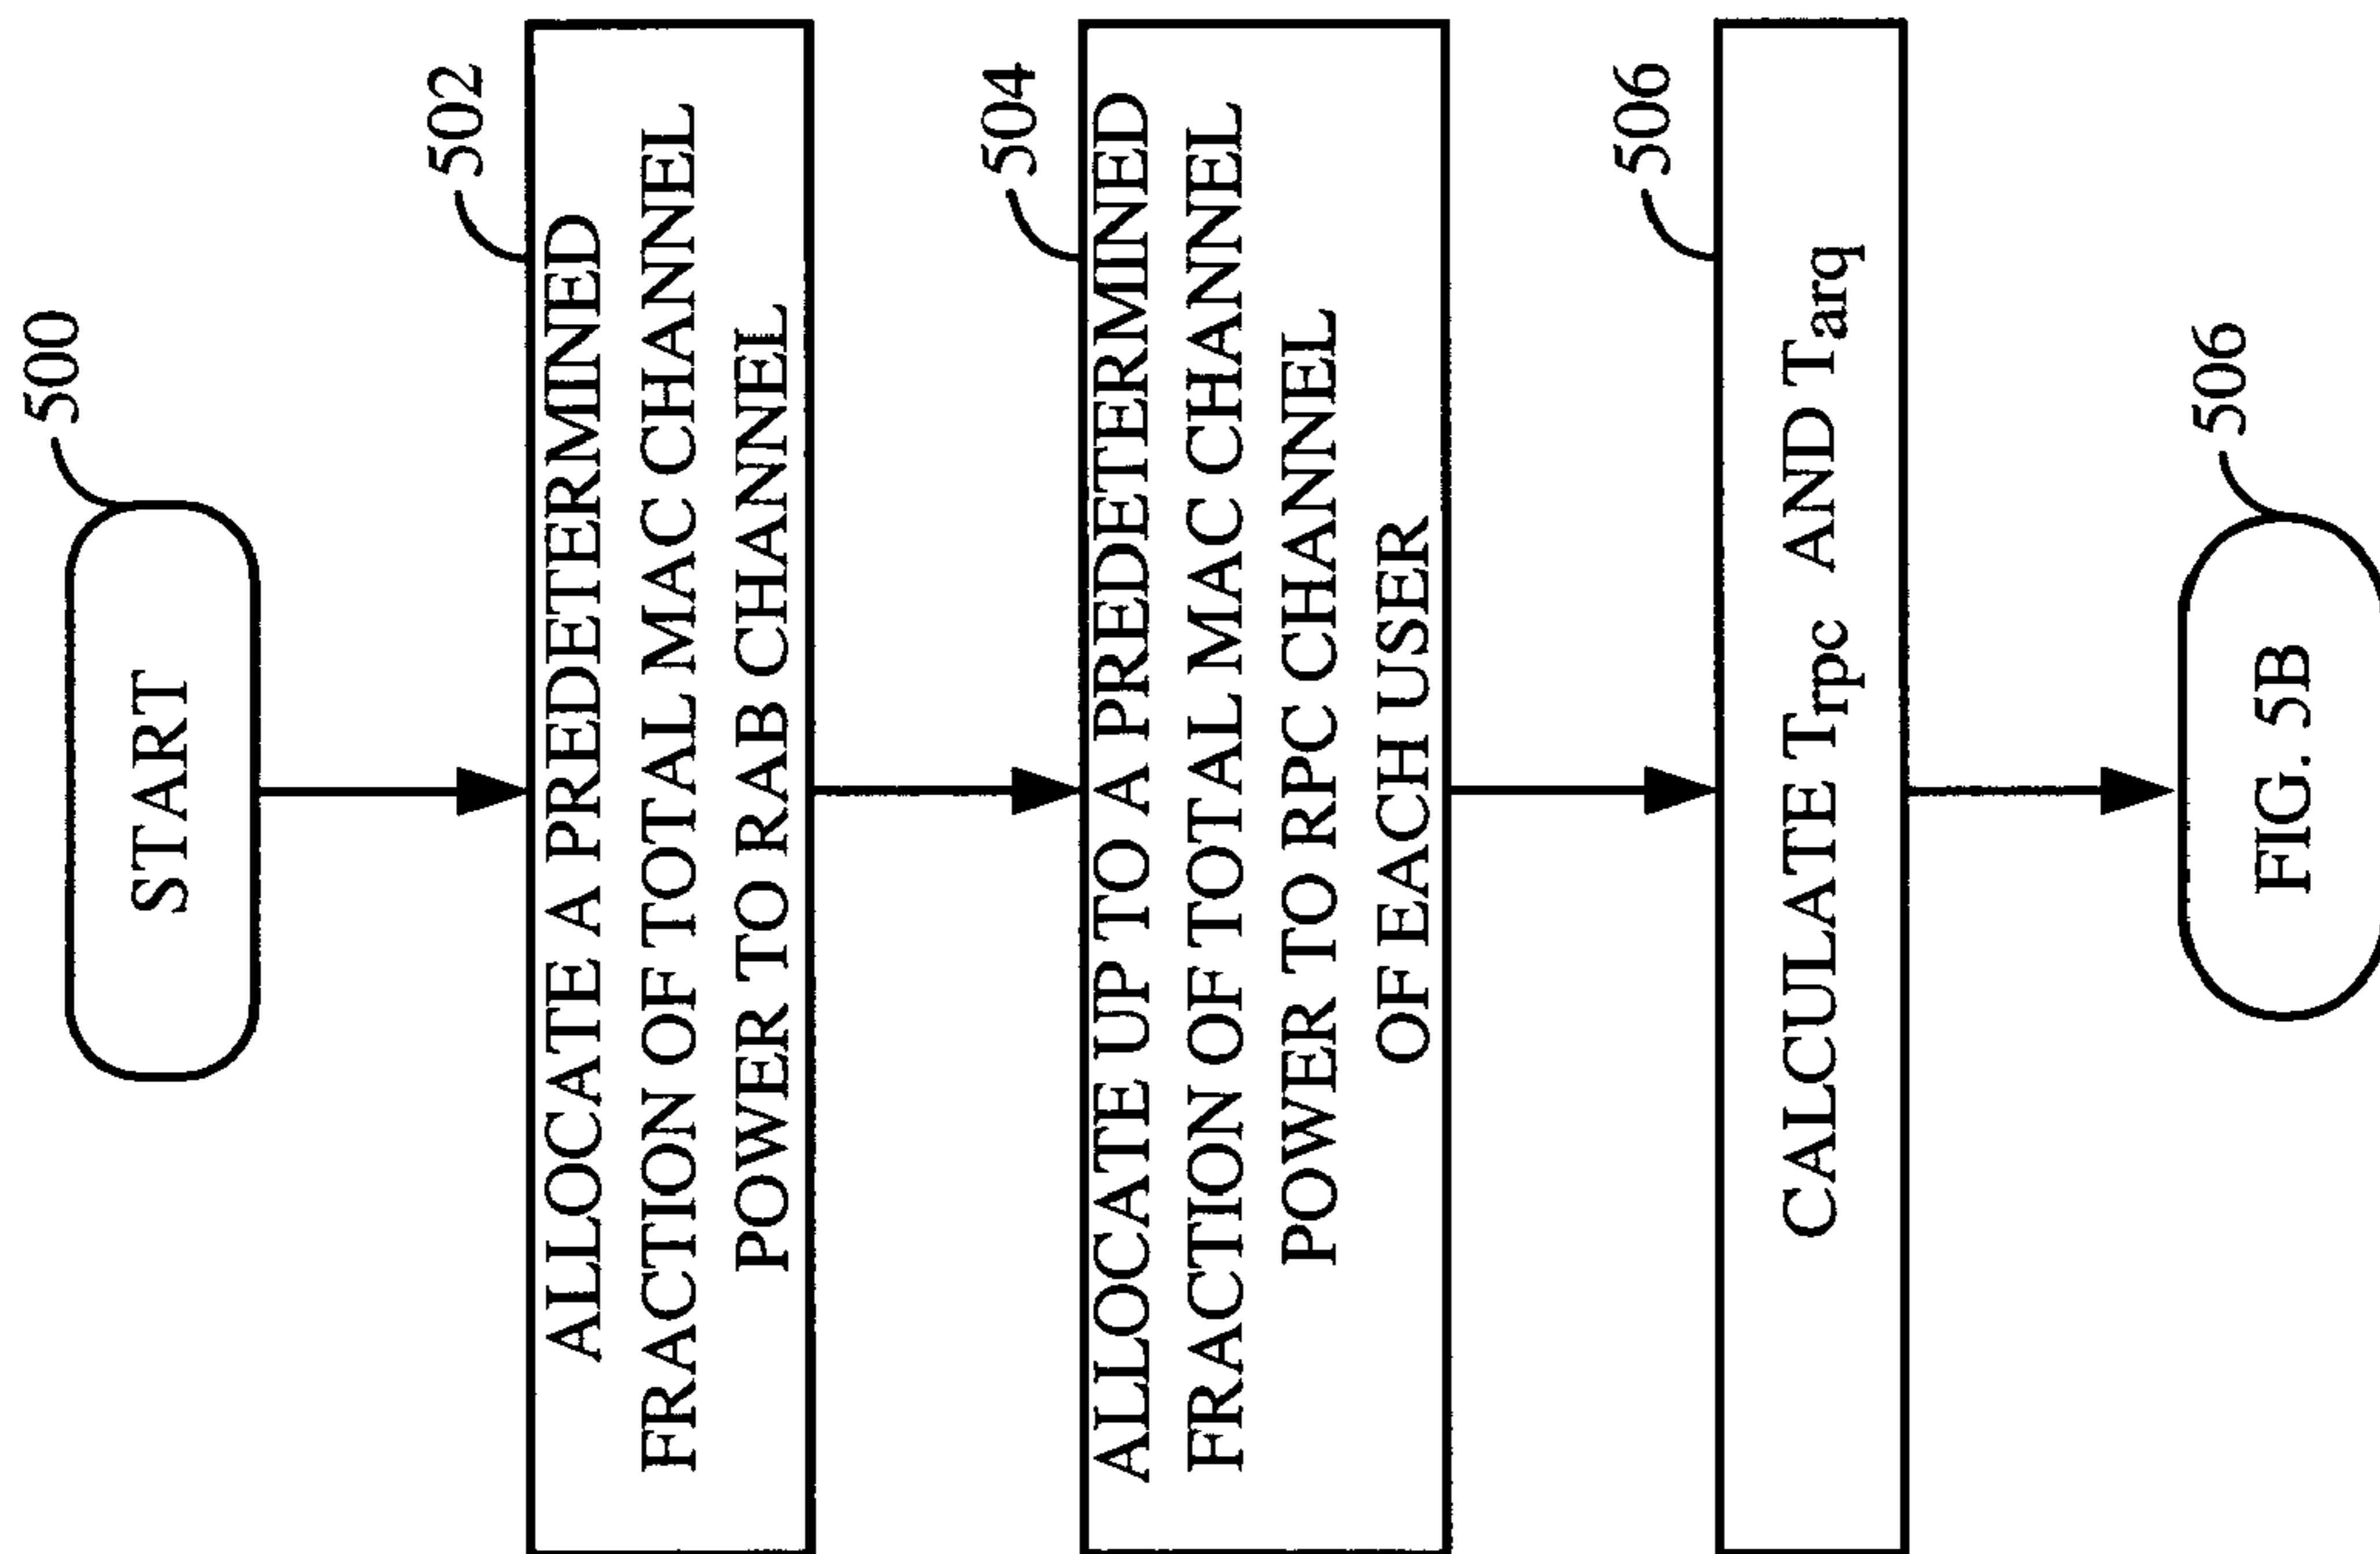 500
START
502
ALLOCATE A PREDETERMINED
FRACTION OF TOTAL MAC CHANNEL
POWER TO RAB CHANNEL
504
ALLOCATE UP TO A PREDETERMINED
FRACTION OF TOTAL MAC CHANNEL
POWER TO RPC CHANNEL
OF EACH USER
506
CALCULATE Trpc AND Tarq
506
FIG. 5B